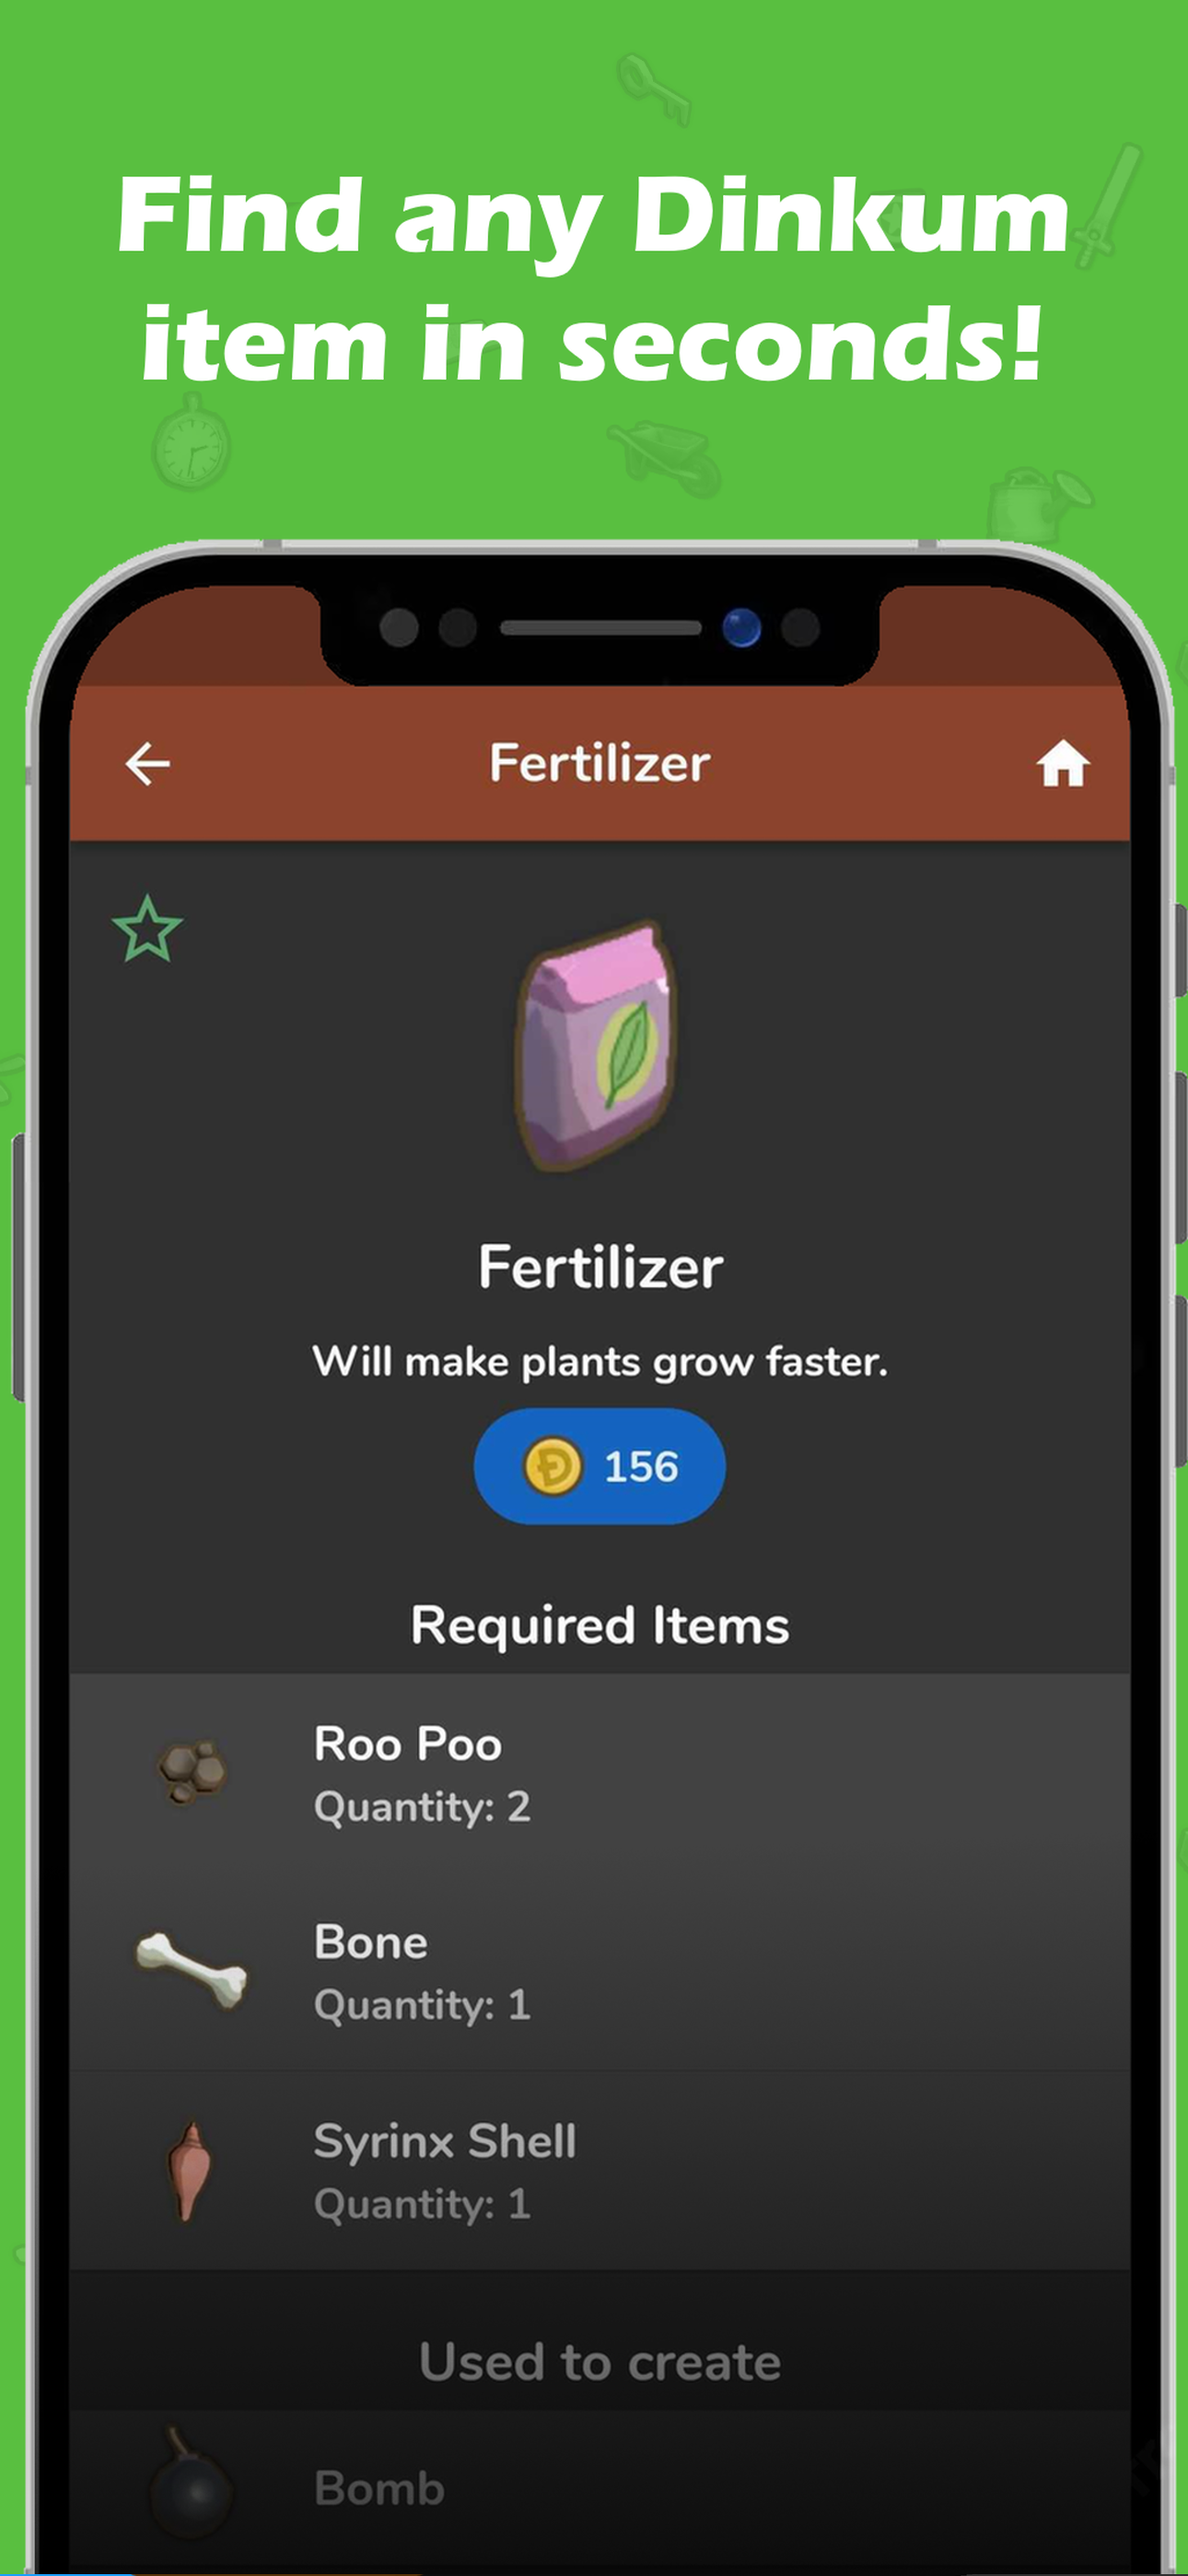 Find any Dinkum
item in seconds!
Fertilizer
Fertilizer
Will make plants grow faster.
156
Required Items
Roo Poo
Quantity: 2
Bone
Quantity: 1
Syrinx Shell
Quantity: 1
Used to create
Bomb